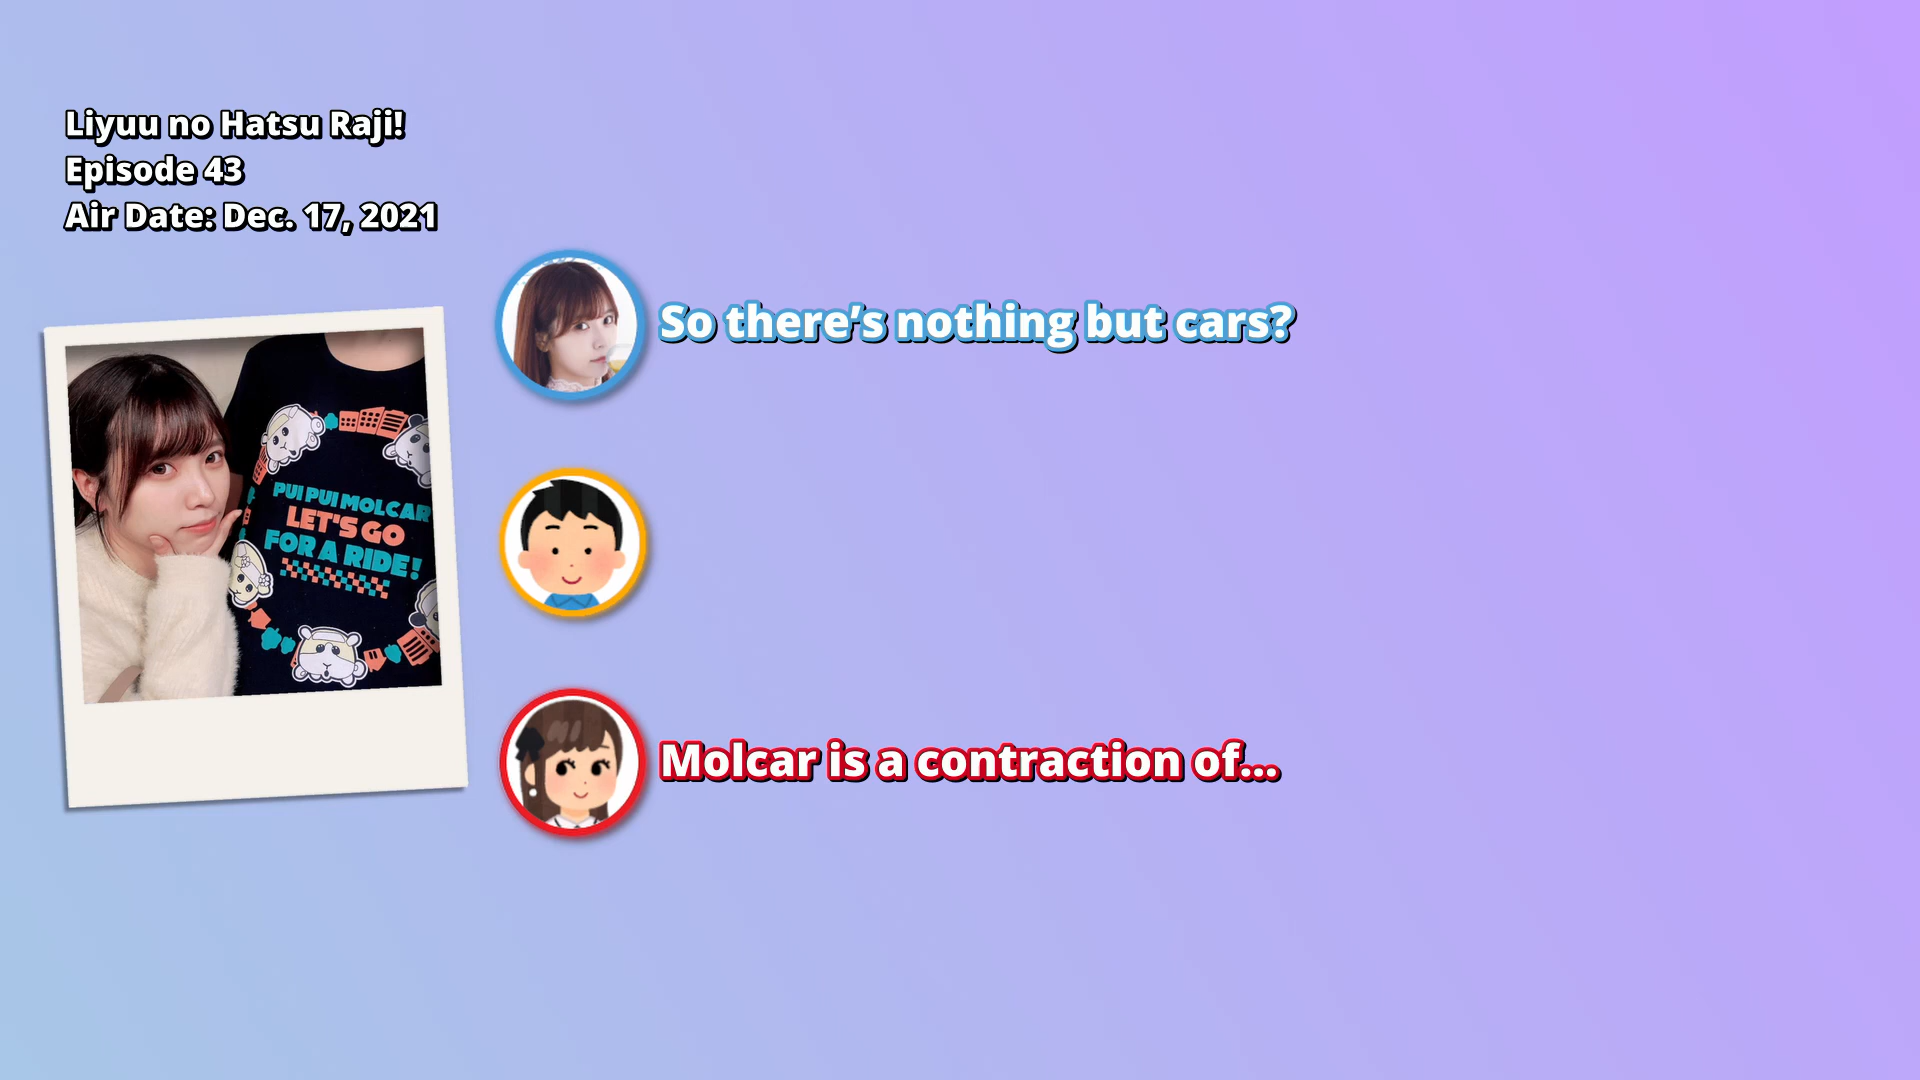 Liyuu no Hatsu Raji!
Episode 43
Air Date: Dec. 17, 2021
So there's nothing but cars?
PUI PUI MOLCAR
LET'S GO
FOR A RIDE!
Molcar is a contraction of...